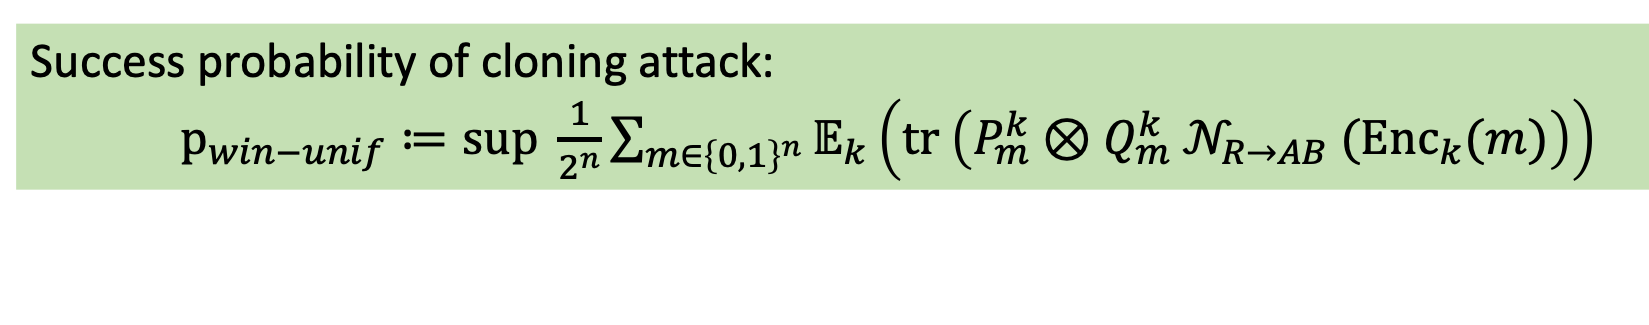 Success probability of cloning attack:
p_{win−unif} := sup \frac{1}{2^n} ∑_{m∈{0,1}^n} 𝔼_k (tr (P_m^k ⊗ Q_m^k 𝒩_{R→AB} (Enc_k(m))))